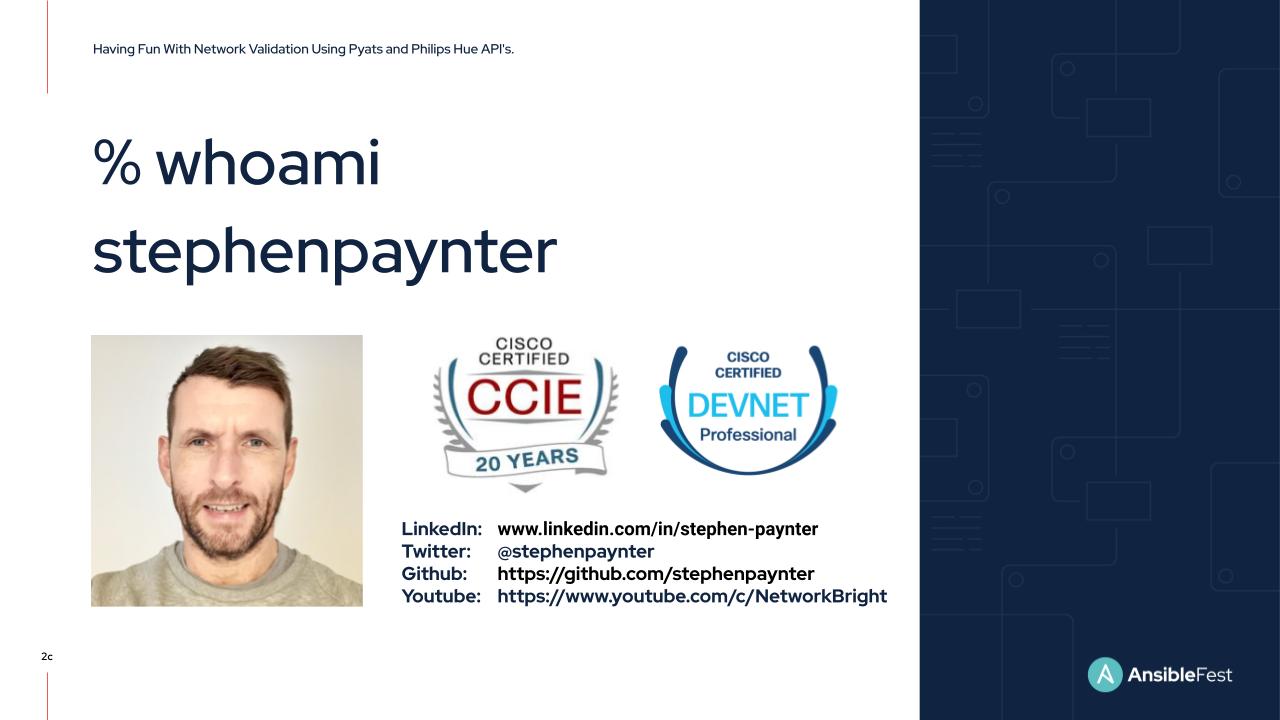 Having Fun With Network Validation Using Pyats and Philips Hue API's.
% whoami
stephenpaynter
CISCO
CERTIFIED
CCIE
20 YEARS
CISCO
CERTIFIED
DEVNET
Professional
LinkedIn: www.linkedin.com/in/stephen-paynter
Twitter: @stephenpaynter
Github: https://github.com/stephenpaynter
Youtube: https://www.youtube.com/c/NetworkBright
2c
AnsibleFest